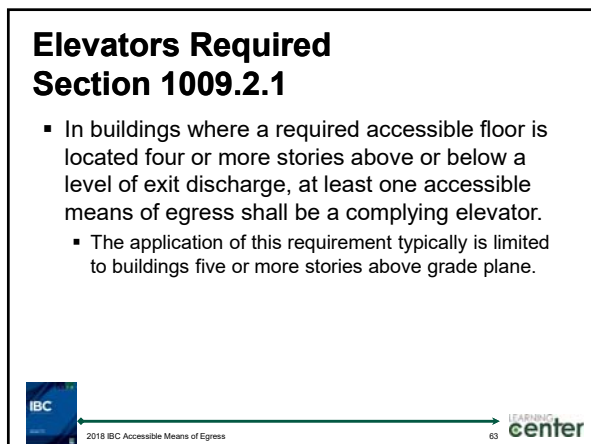 Elevators Required
Section 1009.2.1
▪ In buildings where a required accessible floor is
located four or more stories above or below a
level of exit discharge, at least one accessible
means of egress shall be a complying elevator.
▪ The application of this requirement typically is limited
to buildings five or more stories above grade plane.
IBC
2018 IBC Accessible Means of Egress
63
LEARNING
center